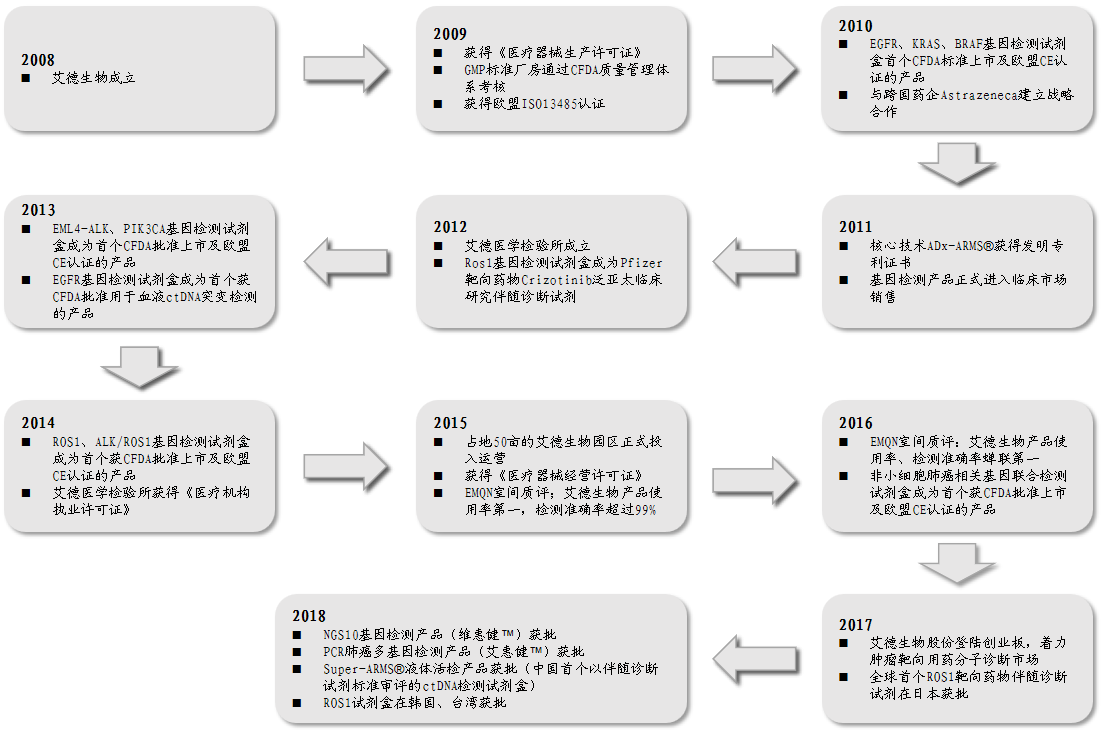 2008
■ 艾德生物成立
2009
■ 获得《医疗器械生产许可证》
■ GMP标准厂房通过CFDA质量管理体
系考核
■ 获得欧盟ISO13485认证
2010
■ EGFR、KRAS、BRAF基因检测试剂
盒首个CFDA标准上市及欧盟CE认
证的产品
■ 与跨国药企Astrazeneca建立战略
合作
2011
■ 核心技术ADx-ARMS®获得发明专
利证书
■ 基因检测产品正式进入临床市场
销售
2012
■ 艾德医学检验所成立
■ Ros1基因检测试剂盒成为Pfizer
靶向药物Crizotinib泛亚太临床
研究伴随诊断试剂
2013
■ EML4-ALK、PIK3CA基因检测试剂
盒成为首个CFDA批准上市及欧盟
CE认证的产品
■ EGFR基因检测试剂盒成为首个获
CFDA批准用于血液ctDNA突变检测
的产品
2014
■ ROS1、ALK/ROS1基因检测试剂盒
成为首个获CFDA批准上市及欧盟
CE认证的产品
■ 艾德医学检验所获得《医疗机构
执业许可证》
2015
■ 占地50亩的艾德生物园区正式投
入运营
■ 获得《医疗器械经营许可证》
■ EMQN室间质评；艾德生物产品使
用率第一，检测准确率超过99%
2016
■ EMQN室间质评；艾德生物产品使
用率、检测准确率蝉联第一
■ 非小细胞肺癌相关基因联合检测
试剂盒成为首个获CFDA批准上市
及欧盟CE认证的产品
2017
■ 艾德生物股份登陆创业板，着力
肿瘤靶向用药分子诊断市场
■ 全球首个ROS1靶向药物伴随诊断
试剂在日本获批
2018
■ NGS10基因检测产品（维惠健™）获批
■ PCR肺癌多基因检测产品（艾惠健™）获批
■ Super-ARMS®液体活检产品获批（中国首个以伴随诊断
试剂标准审评的ctDNA检测试剂盒）
■ ROS1试剂盒在韩国、台湾获批